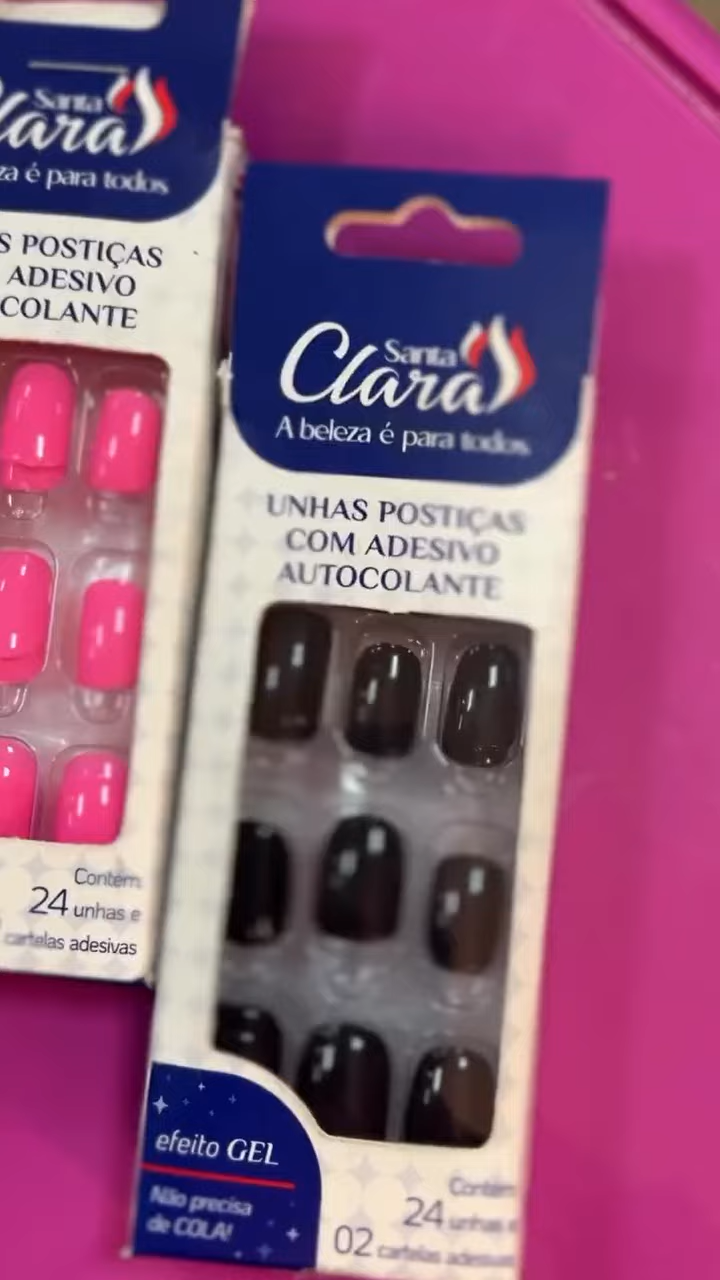 Santa
Clara
za é para todos
S POSTIÇAS
ADESIVO
COLANTE
Contém
24 unhas e
cartelas adesivas
Santa
Clara
A beleza é para todos
UNHAS POSTIÇAS
COM ADESIVO
AUTOCOLANTE
efeito GEL
Não precisa
de COLA!
Contém
24 unhas e
02 cartelas adesivas